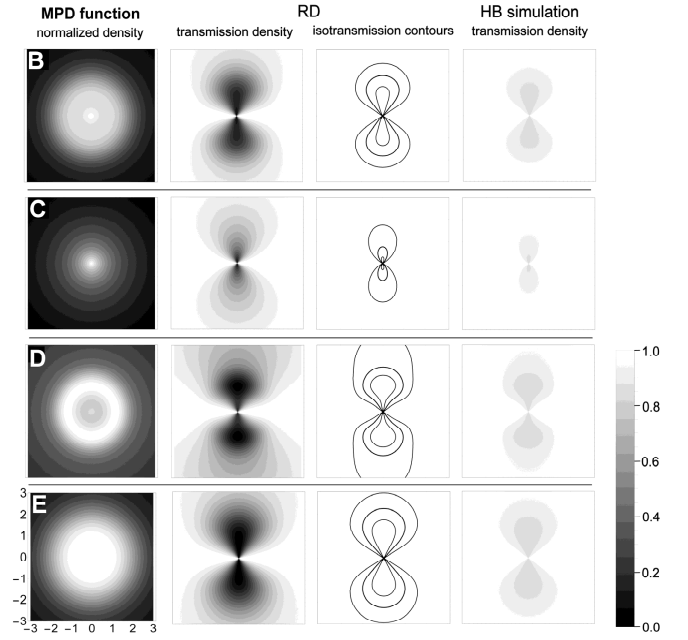 MPD function RD HB simulation
normalized density transmission density isotransmission contours transmission density
B
C
D
1.0
0.8
0.6
0.4
0.2
0.0
E
3
2
1
0
−1
−2
−3
−3 −2 −1 0 1 2 3